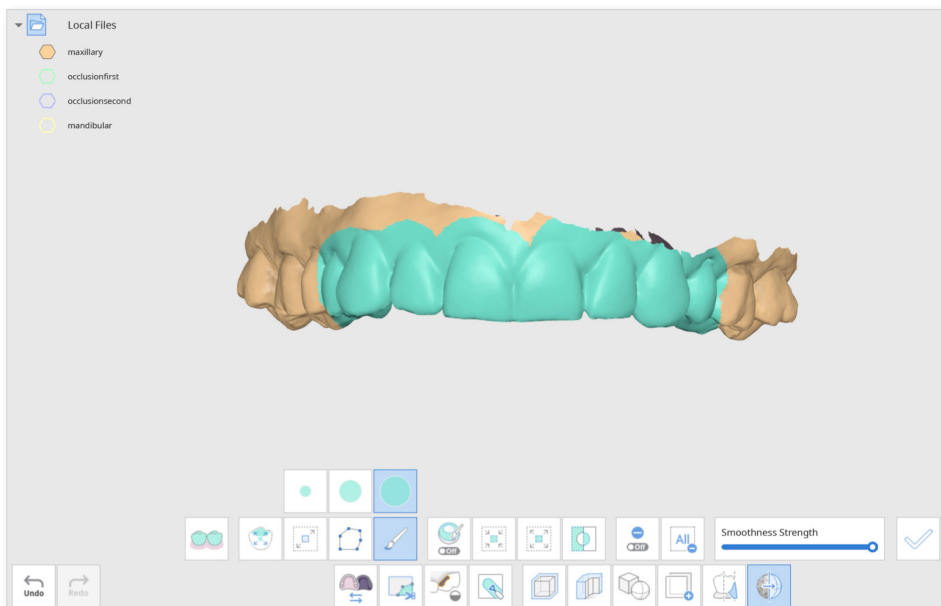 Local Files
maxillary
occlusionfirst
occlusionsecond
mandibular
Off
Off
All
Smoothness Strength
Undo
Redo